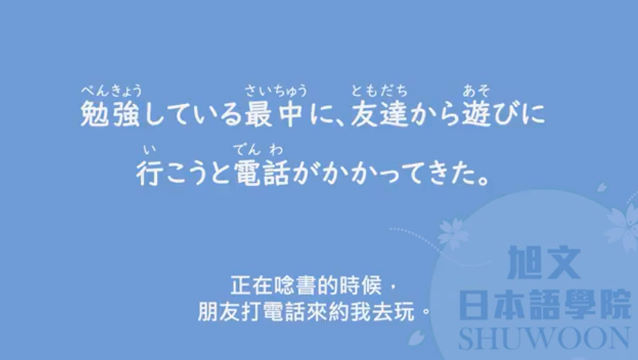 べんきょう さいちゅう ともだち あそ
勉強している最中に、友達から遊びに
い でんわ
行こうと電話がかかってきた。
正在唸書的時候，
朋友打電話來約我去玩。
旭文
日本語學院
SHUWOON